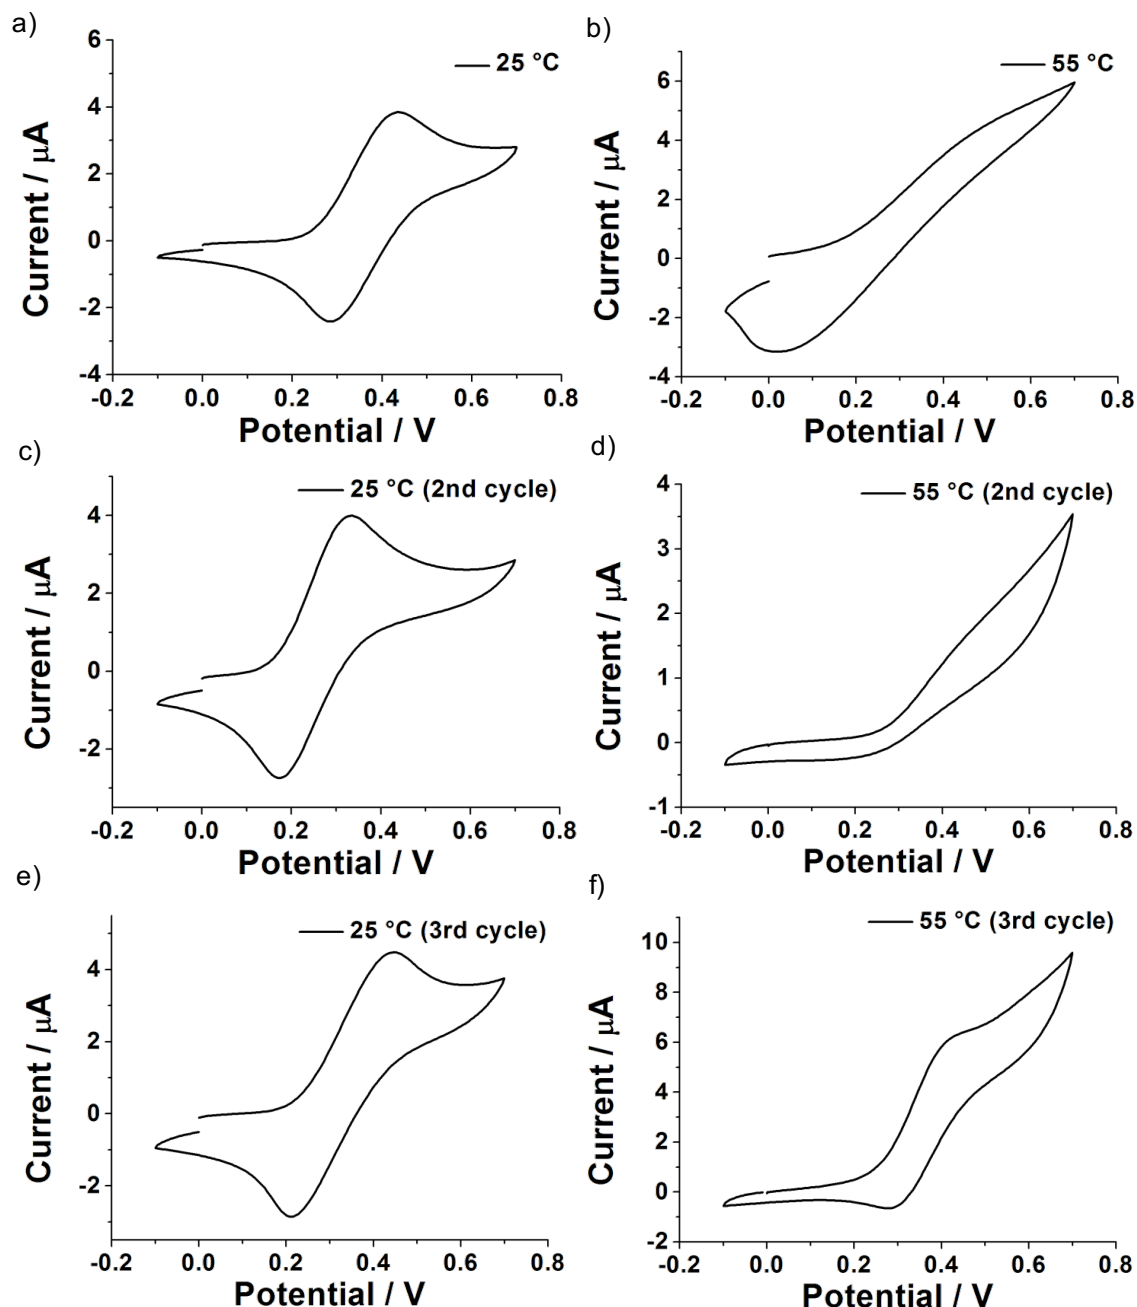 a)
6
4
2
0
-2
-4
-0.2 0.0 0.2 0.4 0.6 0.8
Potential / V
Current / µA
25 °C
b)
6
4
2
0
-2
-4
-0.2 0.0 0.2 0.4 0.6 0.8
Potential / V
Current / µA
55 °C
c)
4
2
0
-2
-0.2 0.0 0.2 0.4 0.6 0.8
Potential / V
Current / µA
25 °C (2nd cycle)
d)
4
3
2
1
0
-1
-0.2 0.0 0.2 0.4 0.6 0.8
Potential / V
Current / µA
55 °C (2nd cycle)
e)
4
2
0
-2
-0.2 0.0 0.2 0.4 0.6 0.8
Potential / V
Current / µA
25 °C (3rd cycle)
f)
10
8
6
4
2
0
-2
-0.2 0.0 0.2 0.4 0.6 0.8
Potential / V
Current / µA
55 °C (3rd cycle)